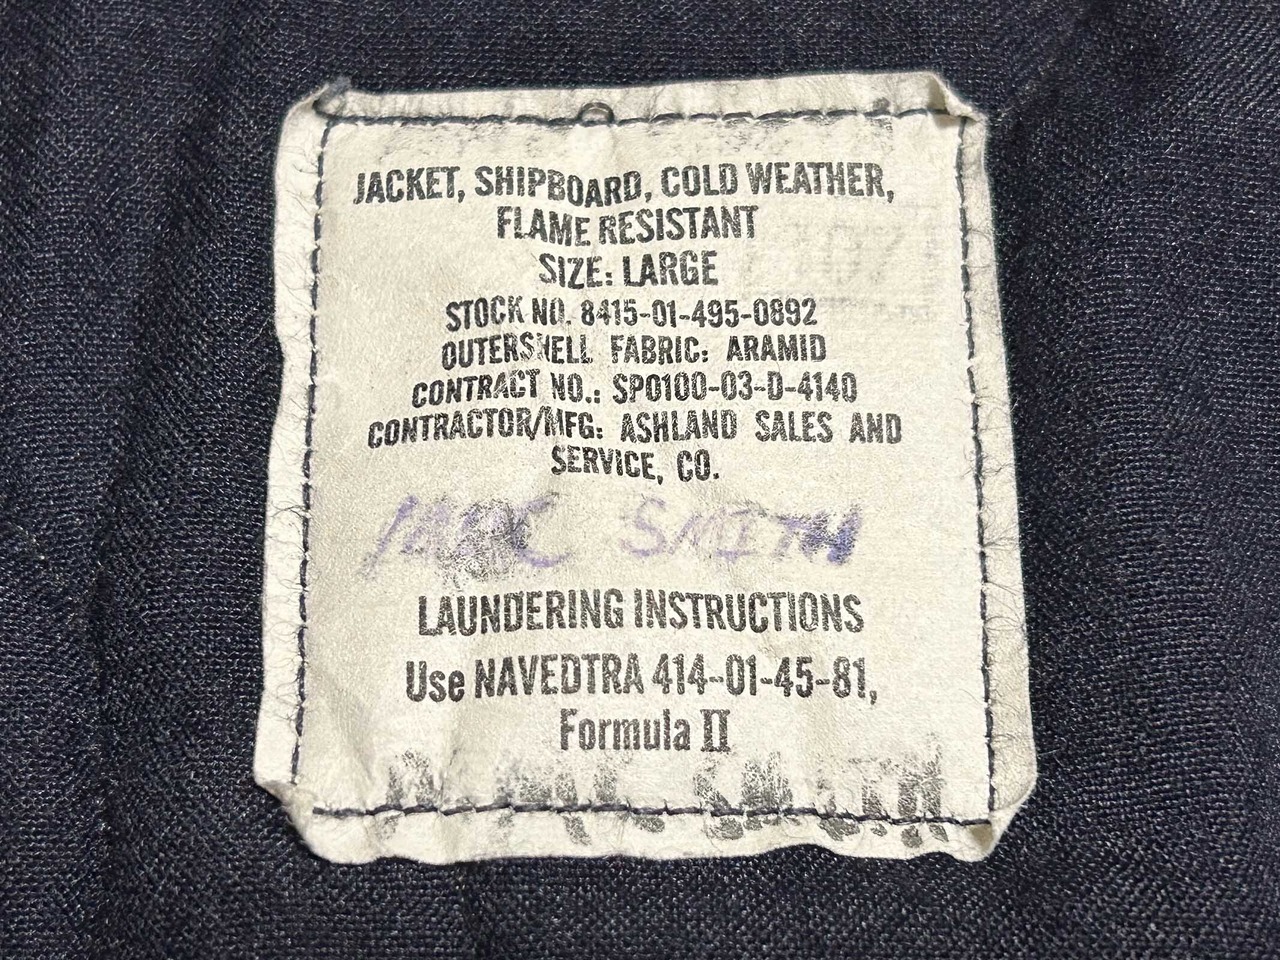 JACKET, SHIPBOARD, COLD WEATHER,
FLAME RESISTANT
SIZE: LARGE
STOCK NO. 8415-01-495-0892
OUTERSHELL FABRIC: ARAMID
CONTRACT NO.: SP0100-03-D-4140
CONTRACTOR/MFG: ASHLAND SALES AND
SERVICE, CO.
SMITH
LAUNDERING INSTRUCTIONS
Use NAVEDTRA 414-01-45-81,
Formula II